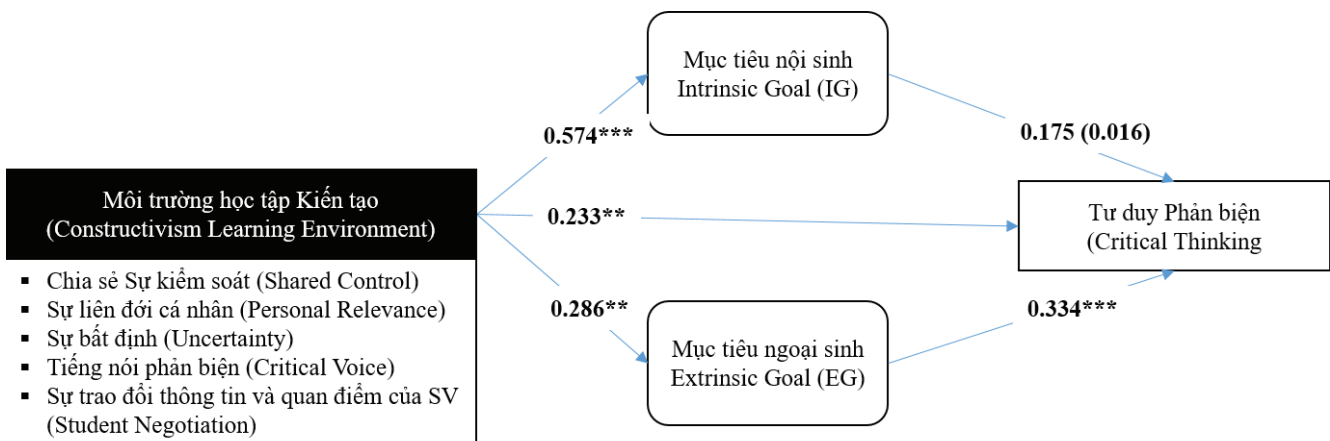 Mục tiêu nội sinh
Intrinsic Goal (IG)
0.574***
0.175 (0.016)
Môi trường học tập Kiến tạo
(Constructivism Learning Environment)
0.233**
Tư duy Phản biện
(Critical Thinking
▪ Chia sẻ Sự kiểm soát (Shared Control)
▪ Sự liên đới cá nhân (Personal Relevance)
▪ Sự bất định (Uncertainty)
▪ Tiếng nói phản biện (Critical Voice)
▪ Sự trao đổi thông tin và quan điểm của SV
(Student Negotiation)
0.286**
0.334***
Mục tiêu ngoại sinh
Extrinsic Goal (EG)